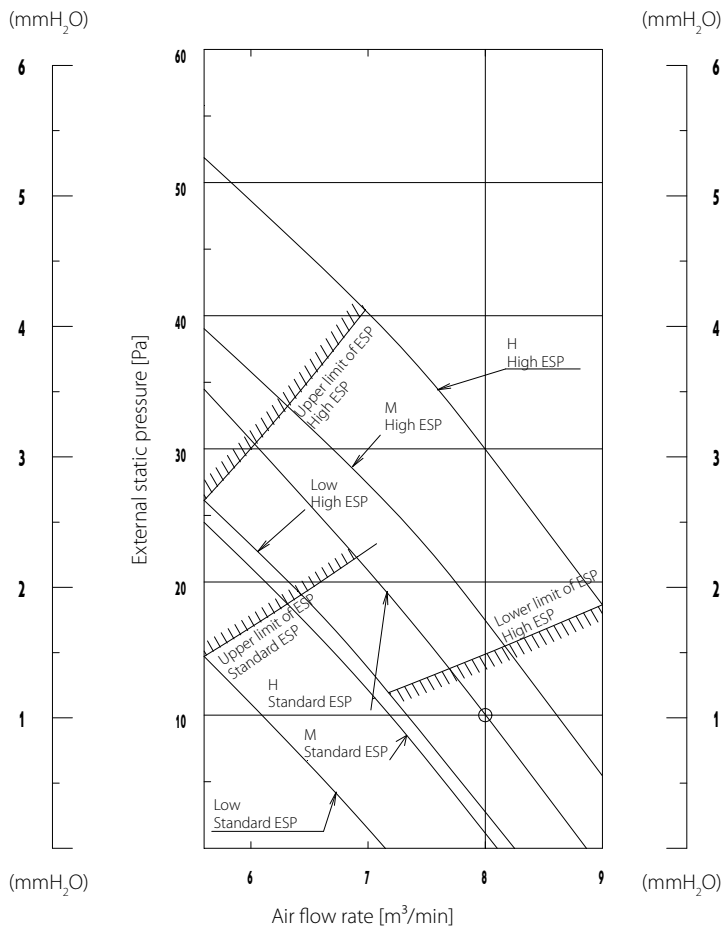 (mmH₂O)
(mmH₂O)
6
5
4
3
2
1
(mmH₂O)
External static pressure [Pa]
60
50
40
30
20
10
H
High ESP
M
High ESP
Low
High ESP
Upper limit of ESP
High ESP
Upper limit of ESP
Standard ESP
Lower limit of ESP
High ESP
H
Standard ESP
M
Standard ESP
Low
Standard ESP
6
7
8
9
Air flow rate [m³/min]
6
5
4
3
2
1
(mmH₂O)